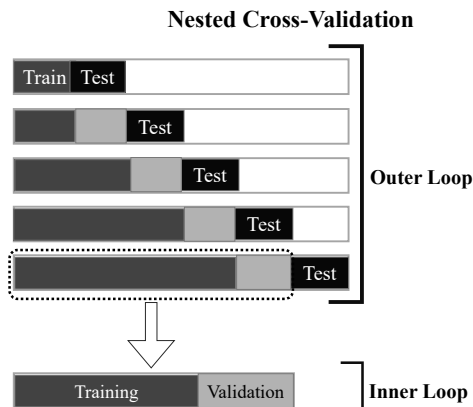 Nested Cross-Validation
Train Test
Test
Test
Outer Loop
Test
Test
Training Validation Inner Loop